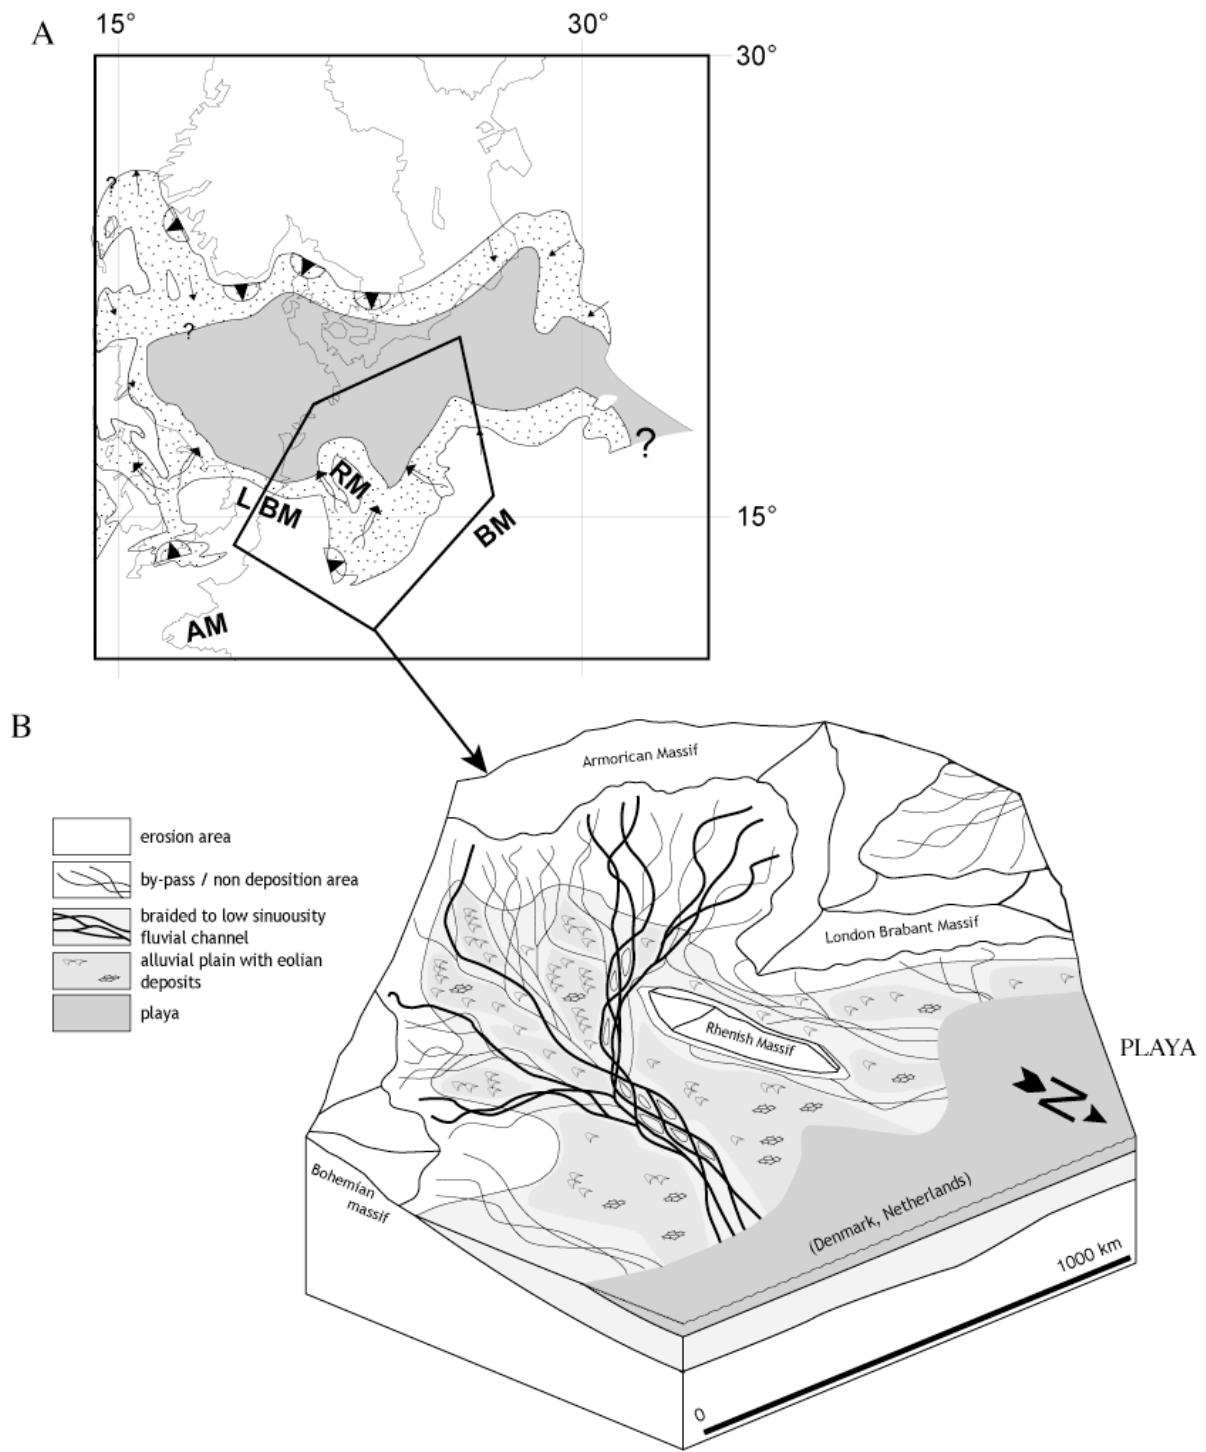 A
15°
30°
30°
?
?
RM
?
L BM
BM
15°
AM
B
Armorican Massif
erosion area
by-pass / non deposition area
braided to low sinuousity
fluvial channel
alluvial plain with eolian
deposits
playa
London Brabant Massif
Rhenish Massif
PLAYA
N
Bohemian
massif
(Denmark, Netherlands)
1000 km
0